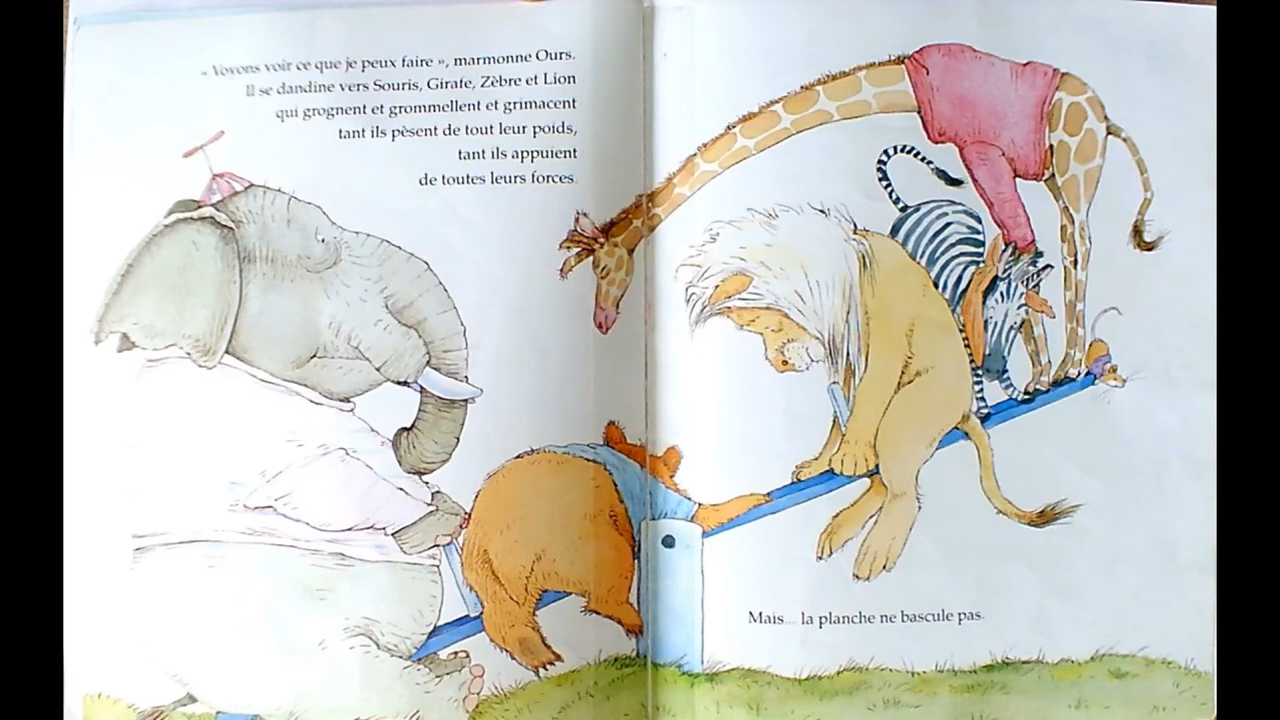 « Voyons voir ce que je peux faire », marmonne Ours.
Il se dandine vers Souris, Girafe, Zèbre et Lion
qui grognent et grommellent et grimacent
tant ils pèsent de tout leur poids,
tant ils appuient
de toutes leurs forces.
Mais... la planche ne bascule pas.